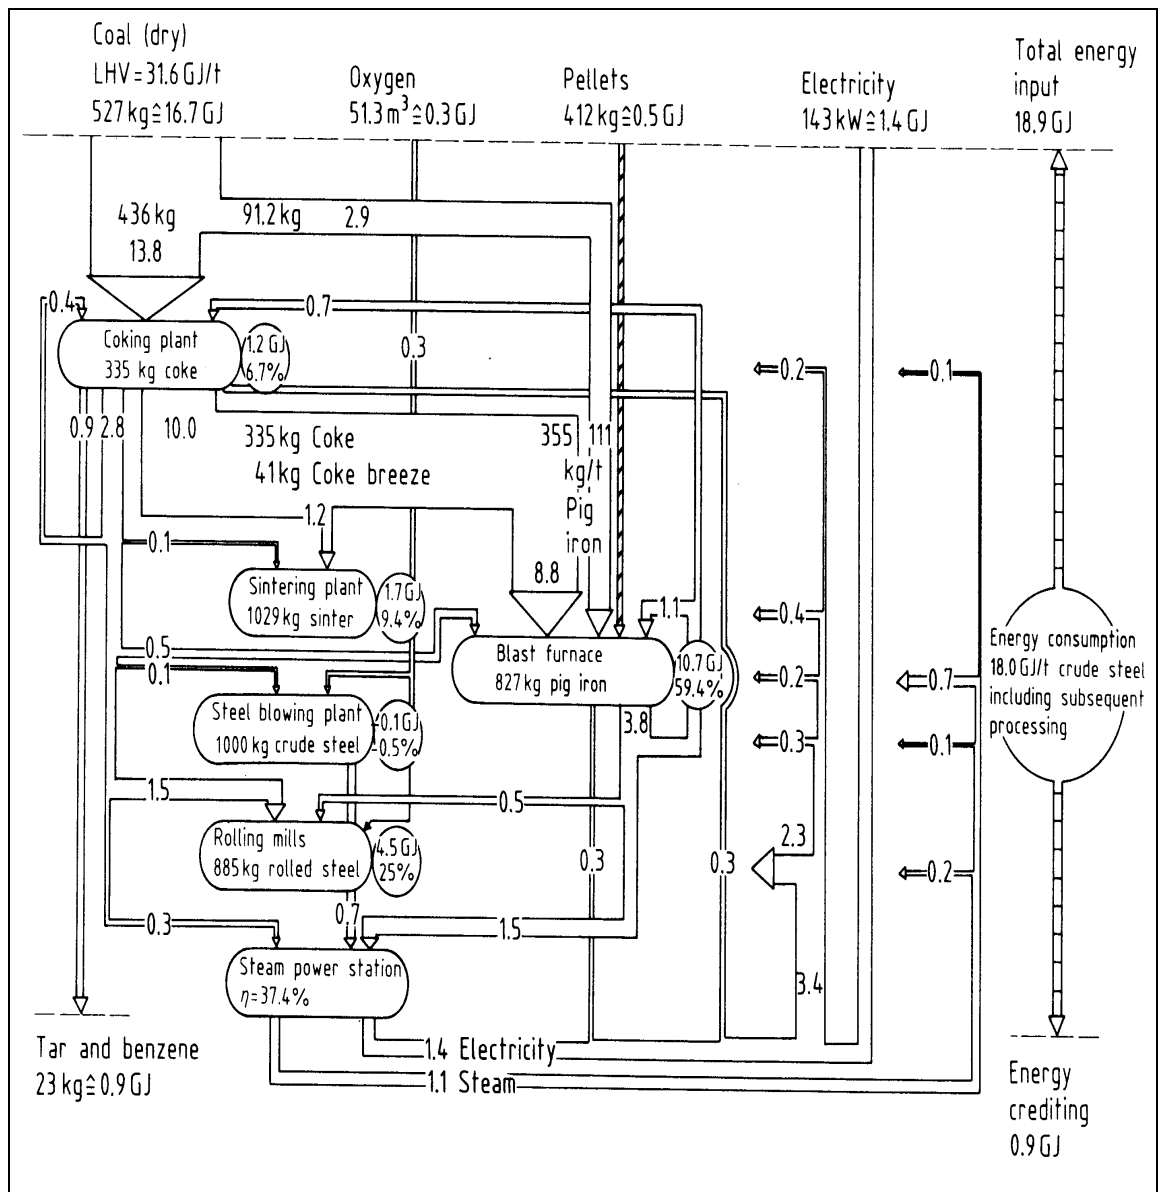 Coal (dry)
LHV=31.6 GJ/t
527 kg≙16.7 GJ
Oxygen
51.3 m³≙0.3 GJ
Pellets
412 kg≙0.5 GJ
Electricity
143 kW≙1.4 GJ
Total energy
input
18.9 GJ
436 kg
13.8
91.2 kg
2.9
0.4
0.7
Coking plant
335 kg coke
1.2 GJ
6.7%
0.3
0.2
0.1
0.9
2.8
10.0
335 kg Coke
41 kg Coke breeze
355
111
kg/t
Pig
iron
1.2
0.1
8.8
Sintering plant
1029 kg sinter
1.7 GJ
9.4%
1.1
0.4
0.5
0.1
Blast furnace
827 kg pig iron
10.7 GJ
59.4%
0.2
0.7
Energy consumption
18.0 GJ/t crude steel
including subsequent
processing
Steel blowing plant
1000 kg crude steel
-0.1 GJ
-0.5%
3.8
0.3
0.1
1.5
0.5
Rolling mills
885 kg rolled steel
4.5 GJ
25%
0.3
0.3
2.3
0.2
0.3
0.7
1.5
Steam power station
η=37.4%
3.4
1.4 Electricity
1.1 Steam
Tar and benzene
23 kg≙0.9 GJ
Energy
crediting
0.9 GJ